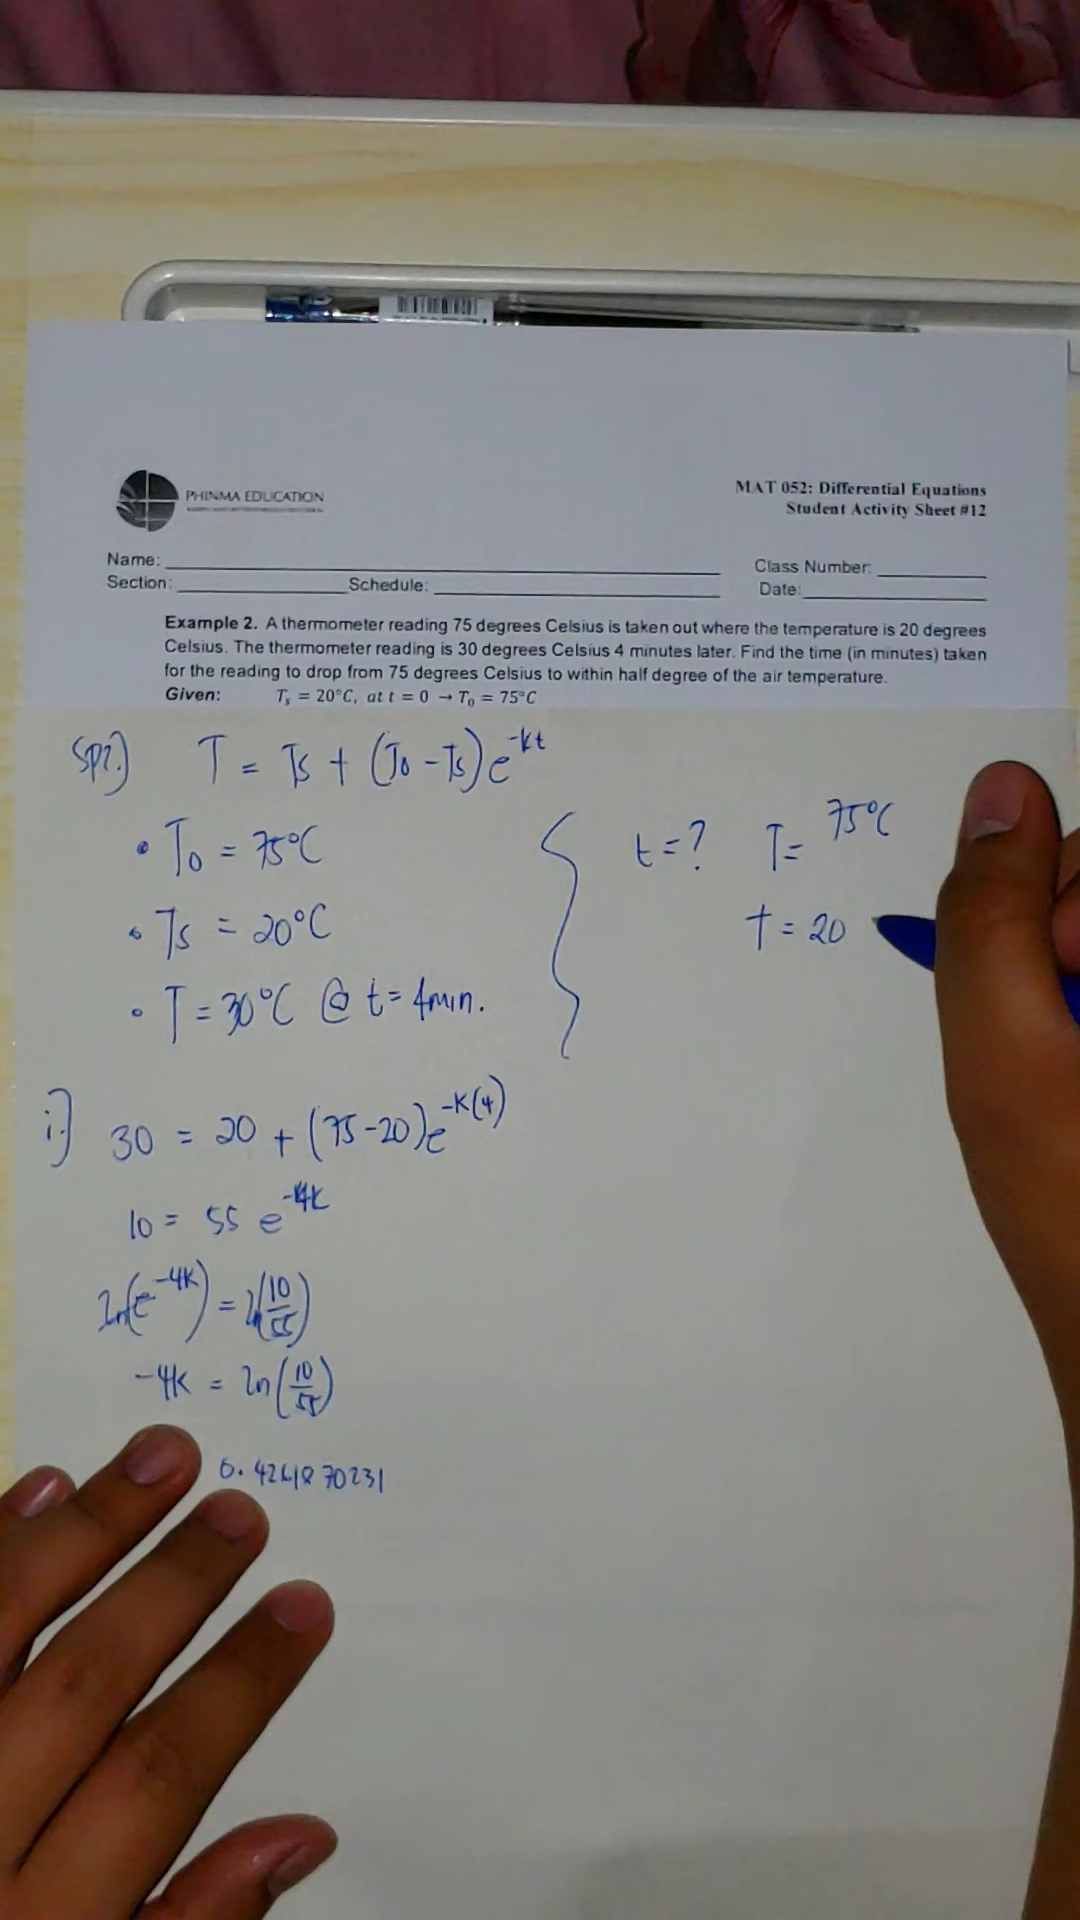 PHINMA EDUCATION
MAT 052: Differential Equations
Student Activity Sheet #12
Name:
Class Number:
Section: Schedule:
Date:
Example 2. A thermometer reading 75 degrees Celsius is taken out where the temperature is 20 degrees
Celsius. The thermometer reading is 30 degrees Celsius 4 minutes later. Find the time (in minutes) taken
for the reading to drop from 75 degrees Celsius to within half degree of the air temperature.
Given: Tₛ = 20°C, at t = 0 → T₀ = 75°C
T = Ts + (To - Ts)e^-kt
• To = 75°C
• Ts = 20°C
• T = 30°C @ t = 4min.
t = ? T = 75°C
T = 20
i.) 30 = 20 + (75-20)e^-k(4)
10 = 55 e^-4k
ln(e^-4k) = ln(10/55)
-4k = ln(10/55)
0.4261870231